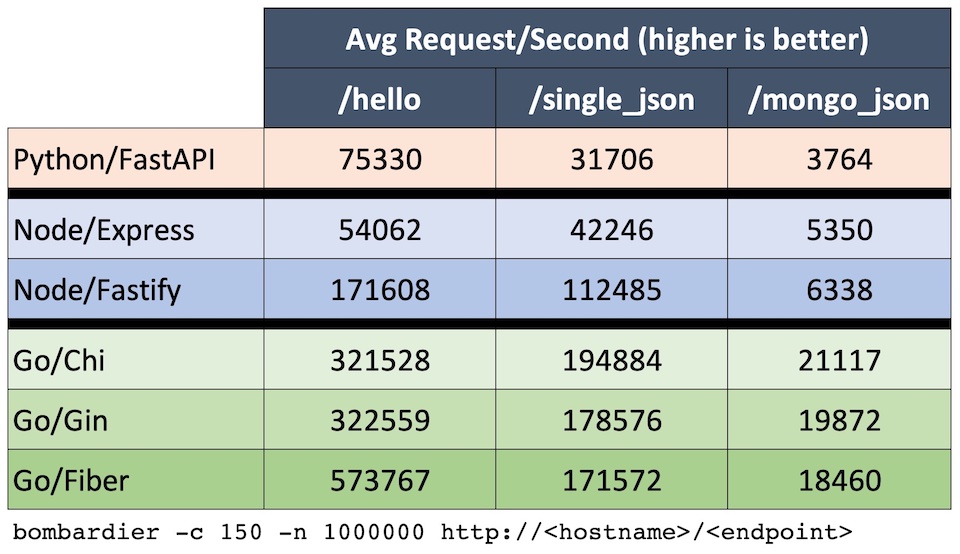 Avg Request/Second (higher is better)
/hello /single_json /mongo_json
Python/FastAPI 75330 31706 3764
Node/Express 54062 42246 5350
Node/Fastify 171608 112485 6338
Go/Chi 321528 194884 21117
Go/Gin 322559 178576 19872
Go/Fiber 573767 171572 18460
bombardier -c 150 -n 1000000 http://<hostname>/<endpoint>